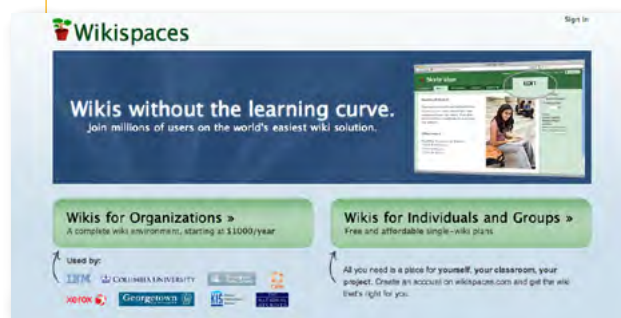 Sign in
Wikispaces
Wikis without the learning curve.
Join millions of users on the world's easiest wiki solution.
EDIT
Wikis for Organizations »
A complete wiki environment, starting at $1000/year
Wikis for Individuals and Groups »
Free and affordable single-wiki plans
Used by:
IBM COLUMBIA UNIVERSITY
xerox Georgetown
All you need is a place for yourself, your classroom, your
project. Create an account on wikispaces.com and get the wiki
that's right for you.